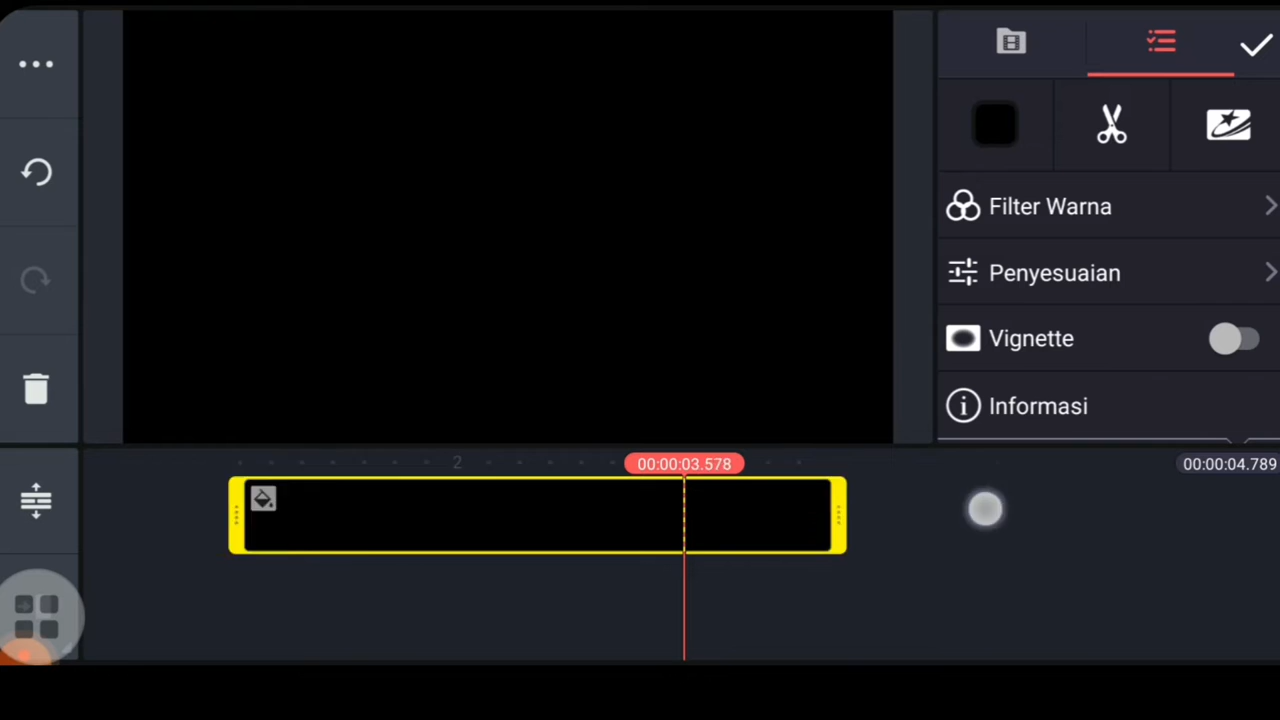 Filter Warna
Penyesuaian
Vignette
Informasi
2
00:00:03.578
00:00:04.789